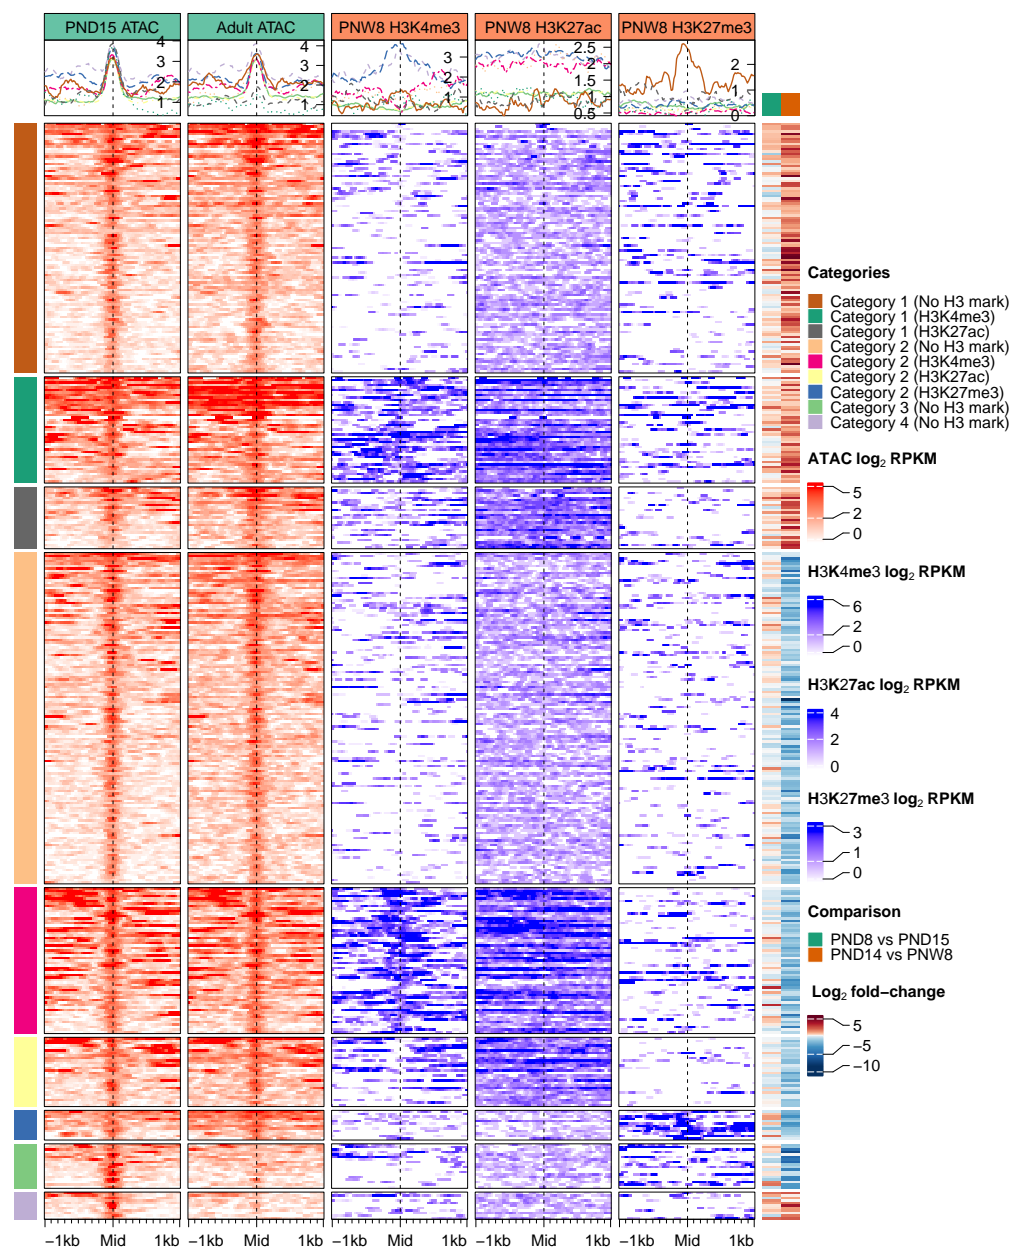 PND15 ATAC
Adult ATAC
PNW8 H3K4me3
PNW8 H3K27ac
PNW8 H3K27me3
4
3
2
1
4
3
2
1
3
2
1
2.5
2
1.5
1
0.5
2
1
0
Categories
Category 1 (No H3 mark)
Category 1 (H3K4me3)
Category 1 (H3K27ac)
Category 2 (No H3 mark)
Category 2 (H3K4me3)
Category 2 (H3K27ac)
Category 2 (H3K27me3)
Category 3 (No H3 mark)
Category 4 (No H3 mark)
ATAC log₂ RPKM
5
2
0
H3K4me3 log₂ RPKM
6
2
0
H3K27ac log₂ RPKM
4
2
0
H3K27me3 log₂ RPKM
3
1
0
Comparison
PND8 vs PND15
PND14 vs PNW8
Log₂ fold−change
5
−5
−10
−1kb Mid 1kb
−1kb Mid 1kb
−1kb Mid 1kb
−1kb Mid 1kb
−1kb Mid 1kb